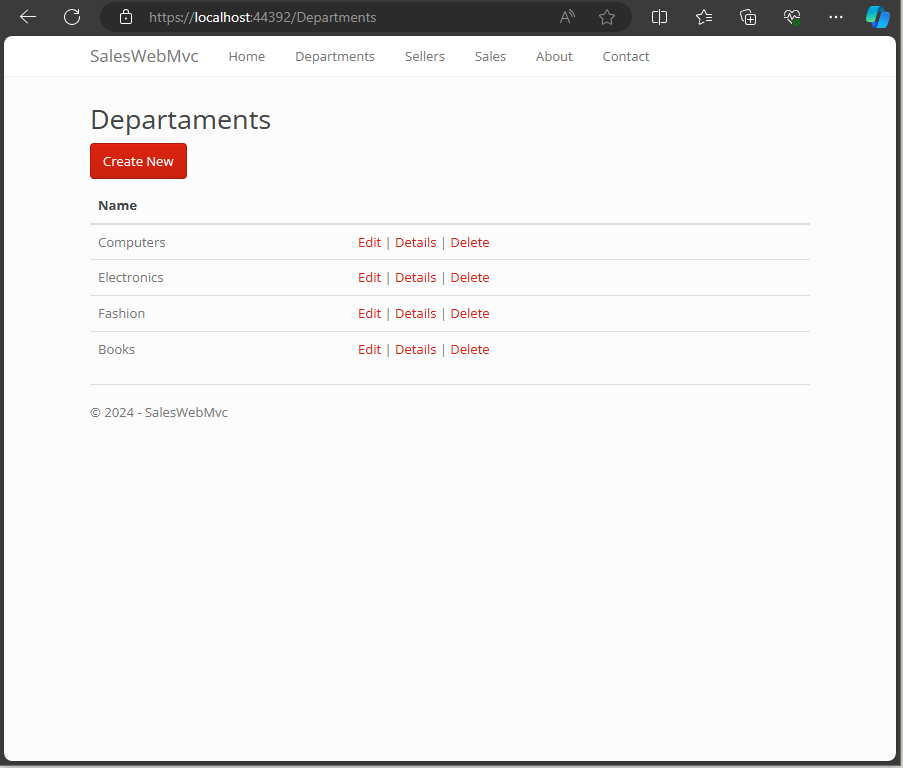 https://localhost:44392/Departments
SalesWebMvc Home Departments Sellers Sales About Contact
Departaments
Create New
Name
Computers Edit | Details | Delete
Electronics Edit | Details | Delete
Fashion Edit | Details | Delete
Books Edit | Details | Delete
© 2024 - SalesWebMvc